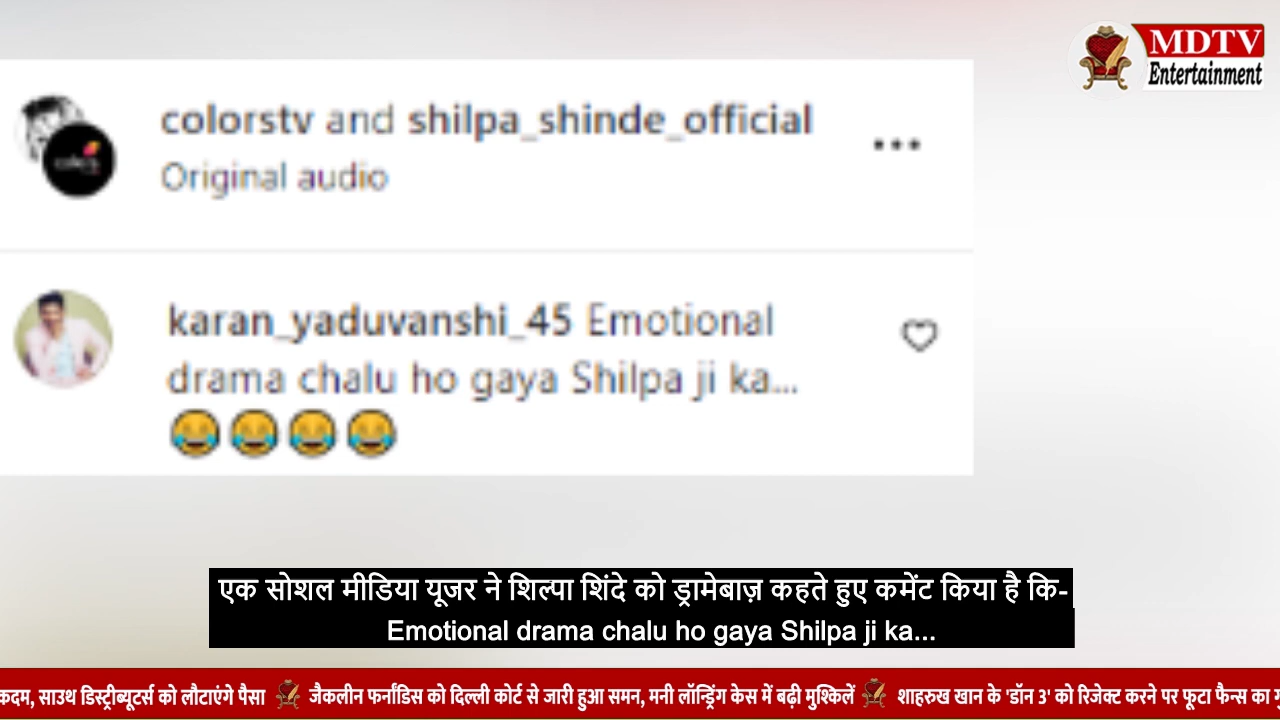 MDTV
Entertainment
colorstv and shilpa_shinde_official
Original audio
karan_yaduvanshi_45 Emotional
drama chalu ho gaya Shilpa ji ka...
😂😂😂😂
एक सोशल मीडिया यूजर ने शिल्पा शिंदे को ड्रामेबाज़ कहते हुए कमेंट किया है कि-
Emotional drama chalu ho gaya Shilpa ji ka...
कदम, साउथ डिस्ट्रीब्यूटर्स को लौटाएंगे पैसा जैकलीन फर्नांडिस को दिल्ली कोर्ट से जारी हुआ समन, मनी लॉन्ड्रिंग केस में बढ़ी मुश्किलें शाहरुख खान के 'डॉन 3' को रिजेक्ट करने पर फूटा फैन्स का